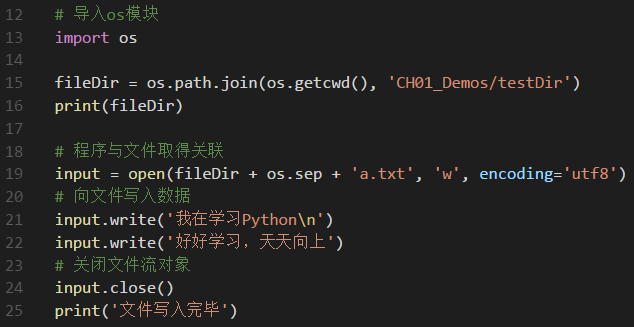 12 # 导入os模块
13 import os
14
15 fileDir = os.path.join(os.getcwd(), 'CH01_Demos/testDir')
16 print(fileDir)
17
18 # 程序与文件取得关联
19 input = open(fileDir + os.sep + 'a.txt', 'w', encoding='utf8')
20 # 向文件写入数据
21 input.write('我在学习Python\n')
22 input.write('好好学习，天天向上')
23 # 关闭文件流对象
24 input.close()
25 print('文件写入完毕')